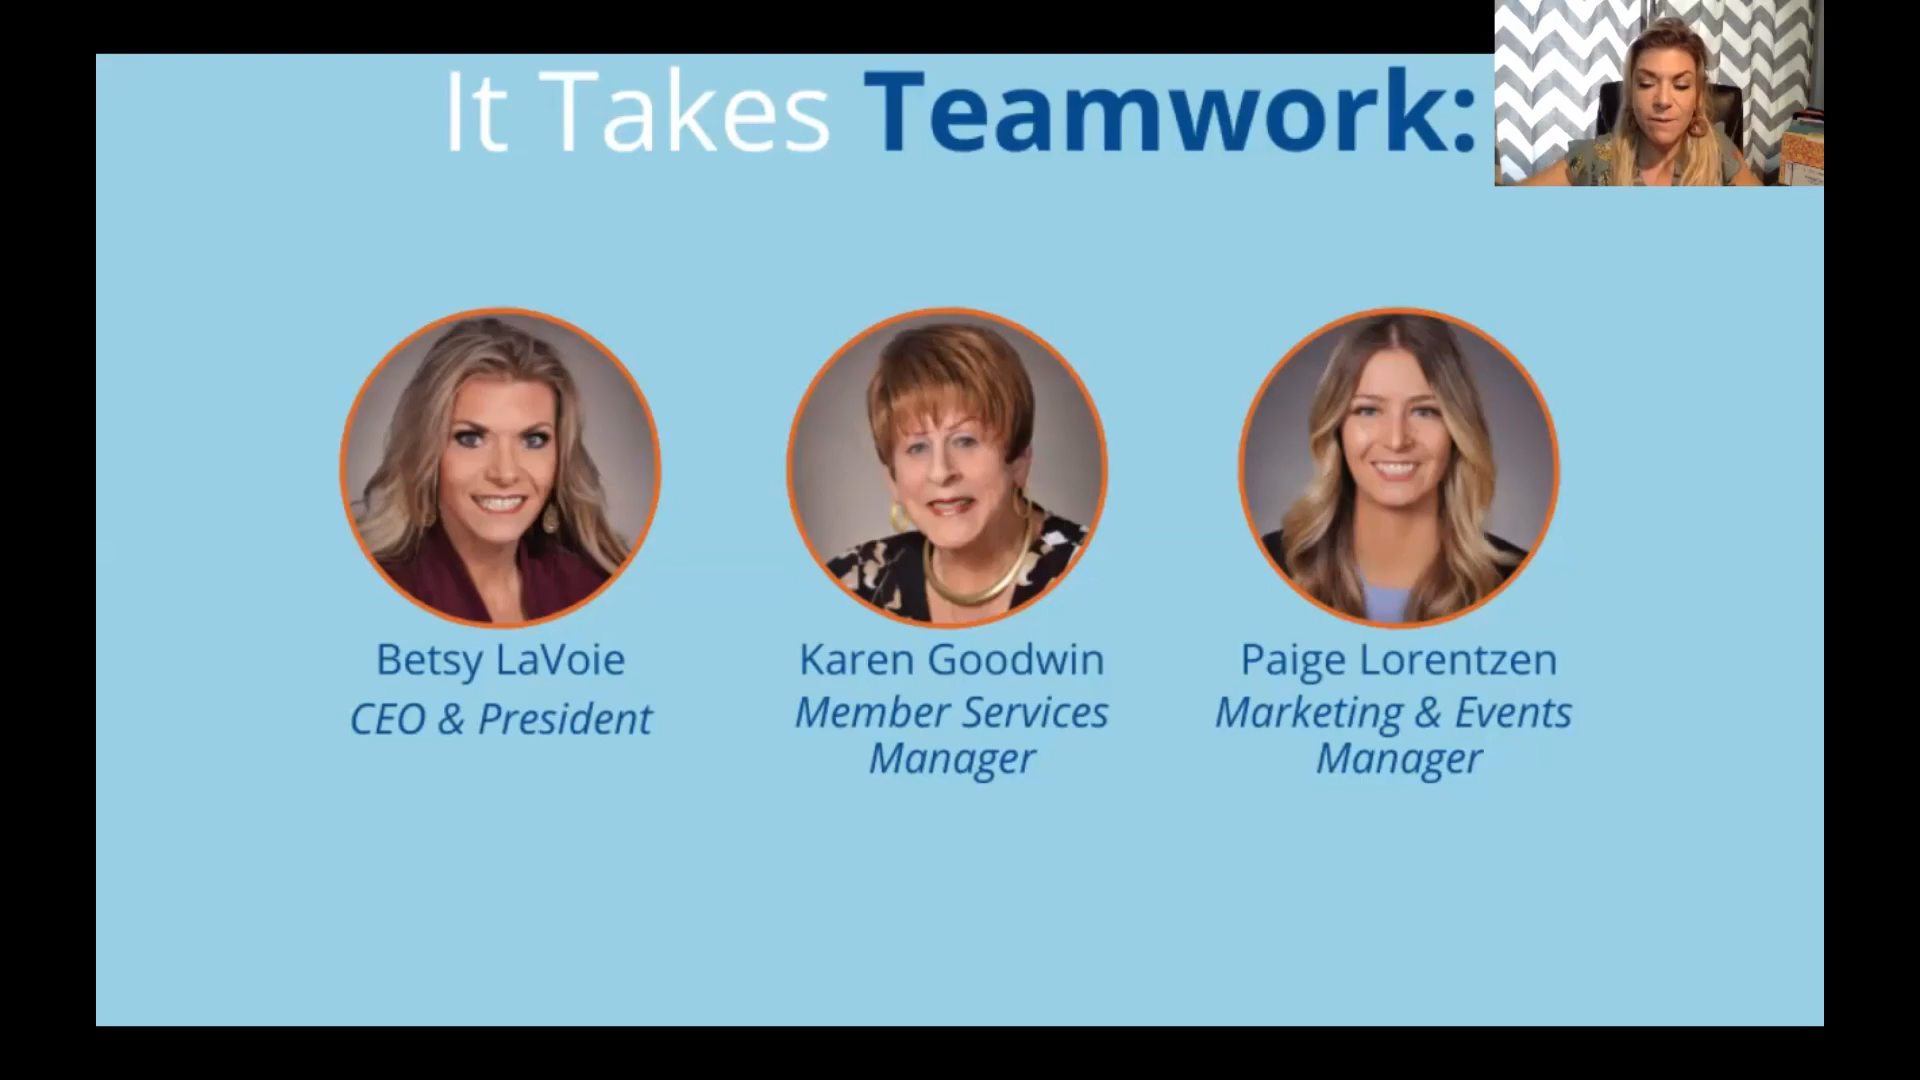 It Takes Teamwork:
Betsy LaVoie
CEO & President
Karen Goodwin
Member Services
Manager
Paige Lorentzen
Marketing & Events
Manager